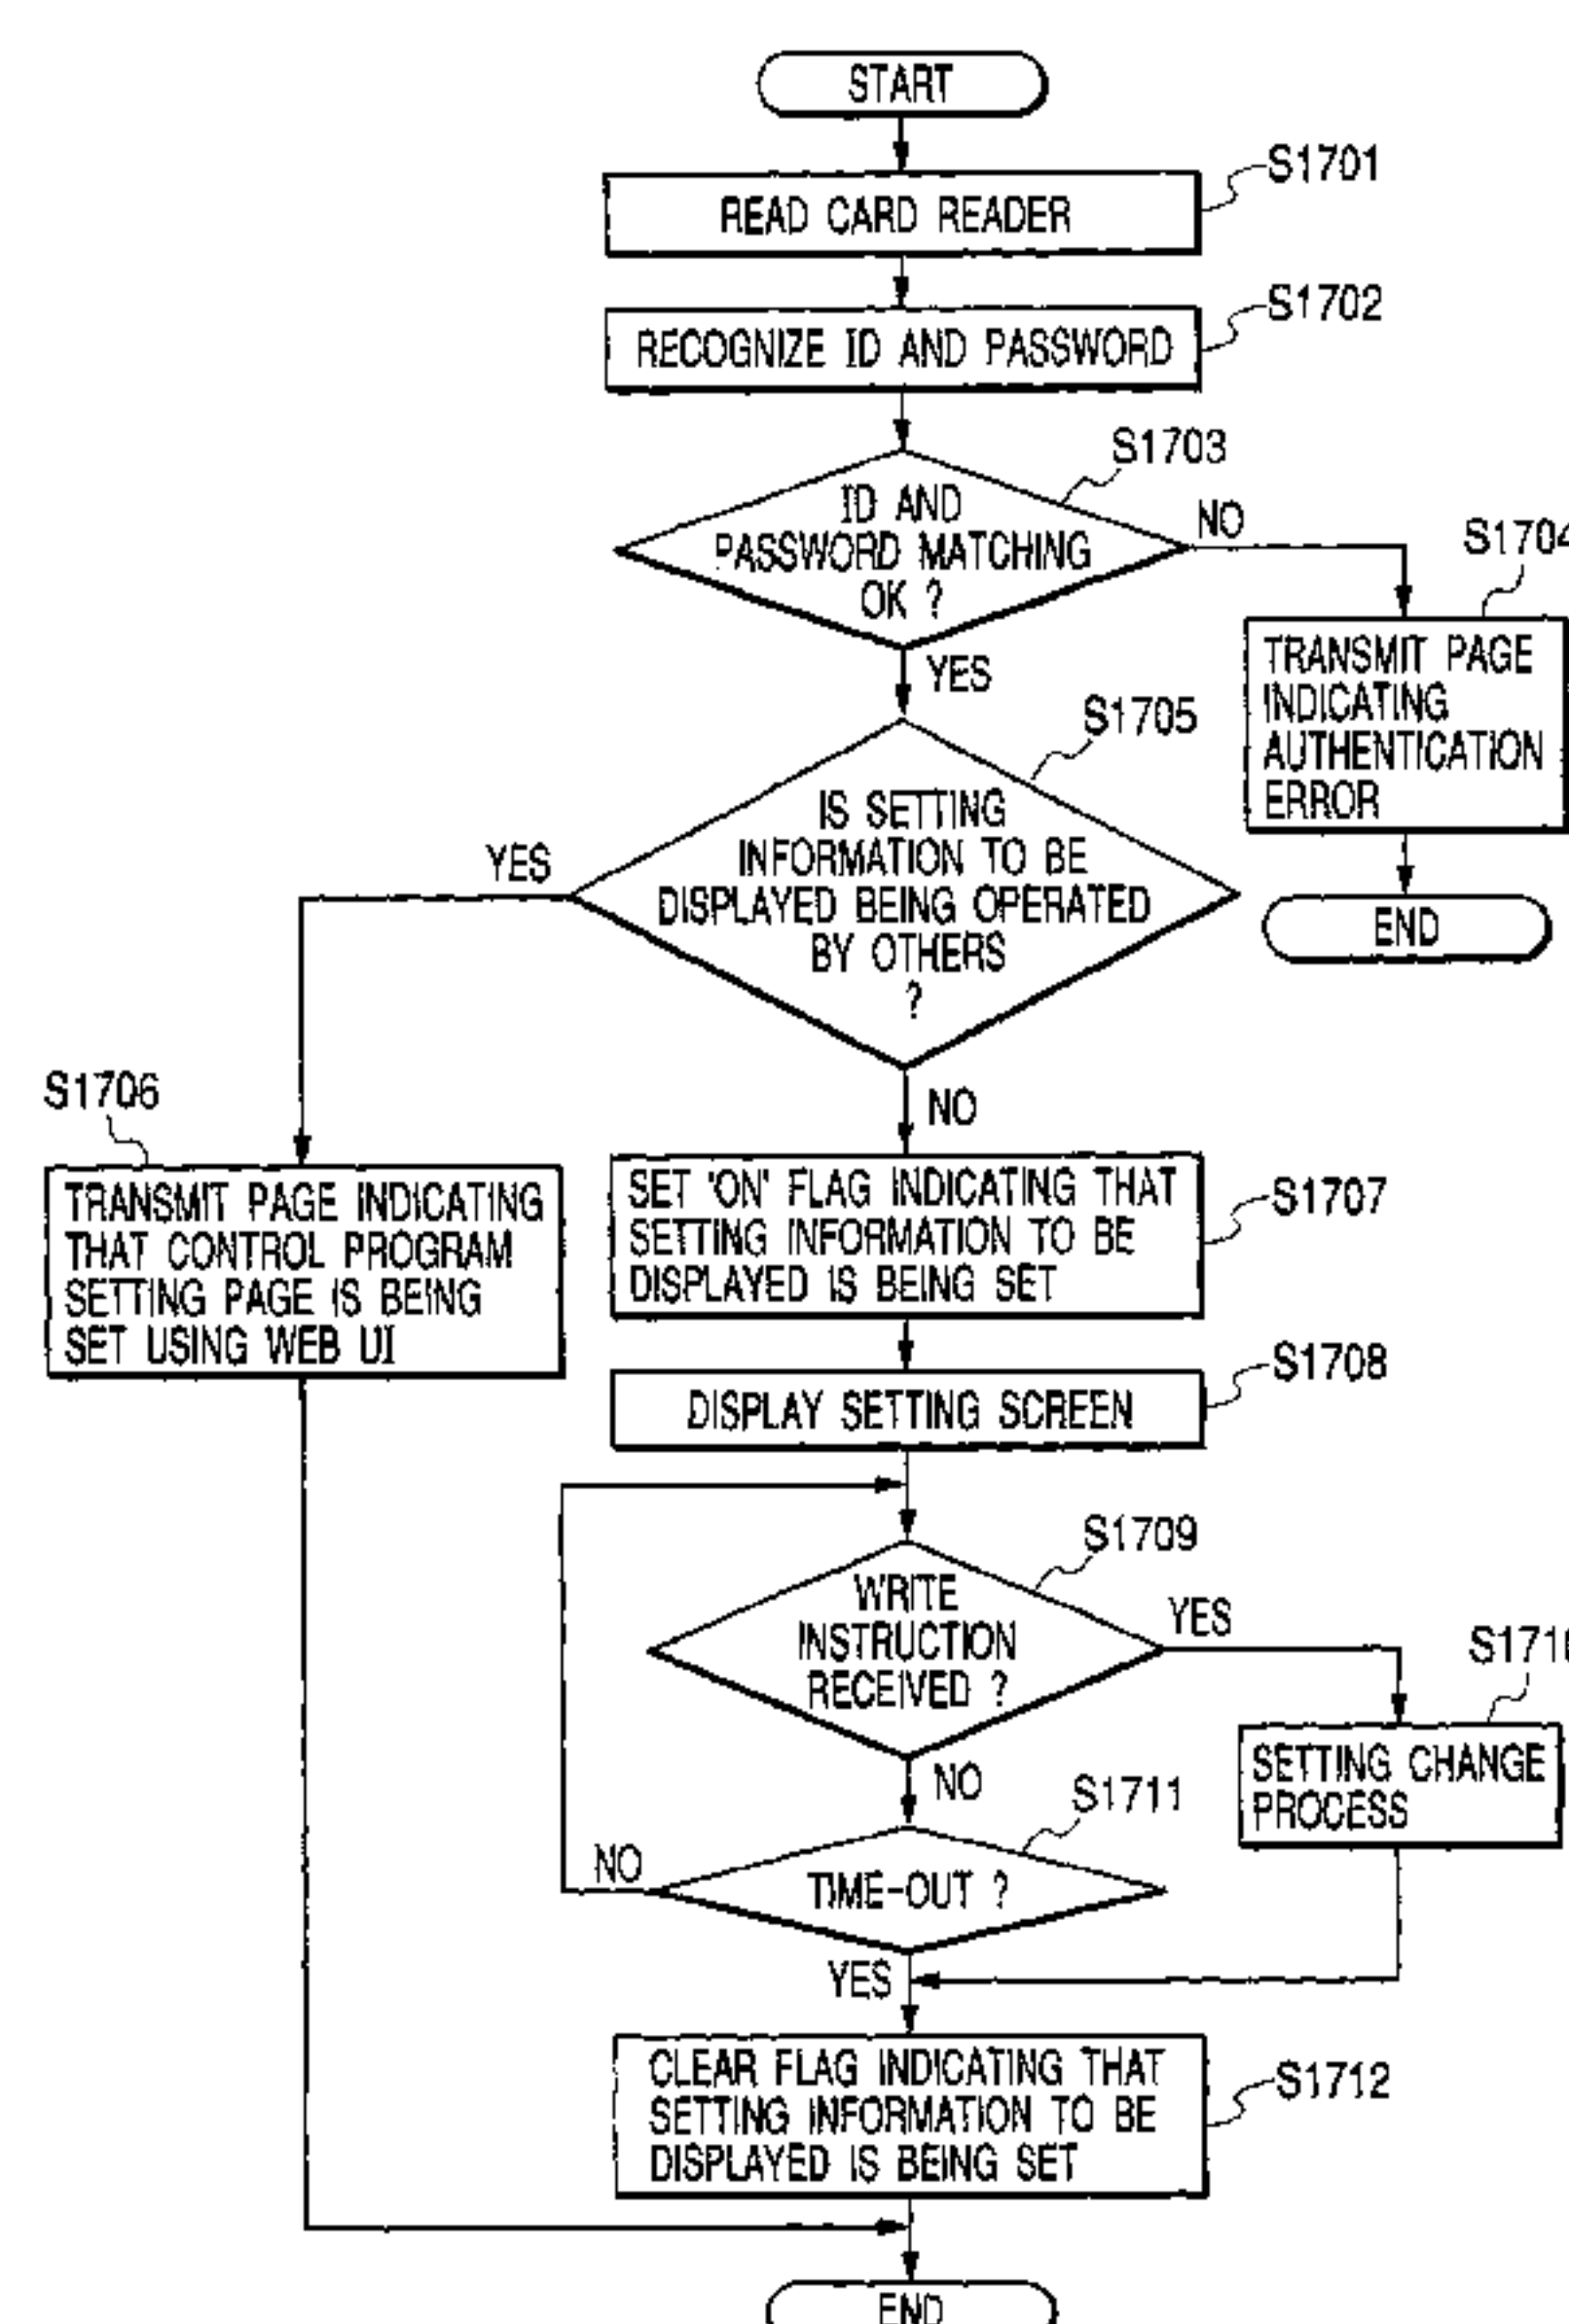 START
S1701
READ CARD READER
S1702
RECOGNIZE ID AND PASSWORD
S1703
ID AND
PASSWORD MATCHING
OK ?
NO
S1704
TRANSMIT PAGE
INDICATING
AUTHENTICATION
ERROR
END
YES
S1705
IS SETTING
INFORMATION TO BE
DISPLAYED BEING OPERATED
BY OTHERS
?
YES
S1706
TRANSMIT PAGE INDICATING
THAT CONTROL PROGRAM
SETTING PAGE IS BEING
SET USING WEB UI
NO
SET 'ON' FLAG INDICATING THAT
SETTING INFORMATION TO BE
DISPLAYED IS BEING SET
S1707
S1708
DISPLAY SETTING SCREEN
S1709
WRITE
INSTRUCTION
RECEIVED ?
YES
S1710
SETTING CHANGE
PROCESS
NO
S1711
TIME-OUT ?
NO
YES
CLEAR FLAG INDICATING THAT
SETTING INFORMATION TO BE
DISPLAYED IS BEING SET
S1712
END